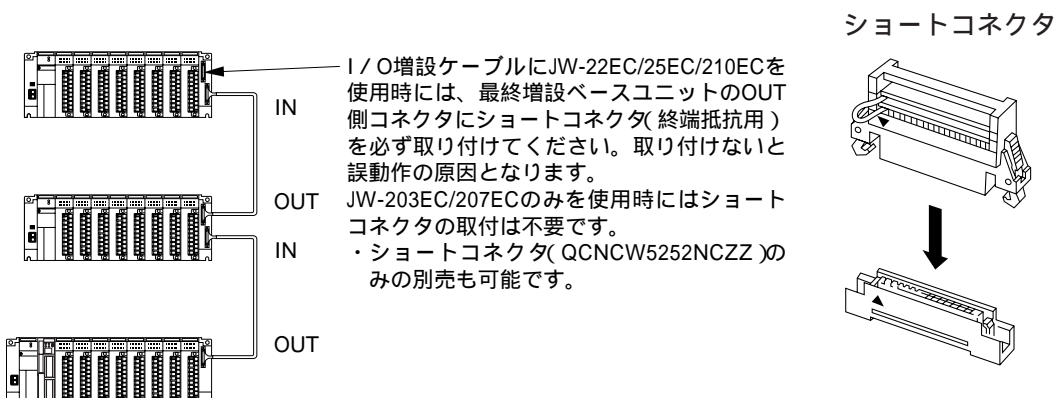 ショートコネクタ
I/O増設ケーブルにJW-22EC/25EC/210ECを
使用時には、最終増設ベースユニットのOUT
側コネクタにショートコネクタ(終端抵抗用)
を必ず取り付けてください。取り付けないと
誤動作の原因となります。
JW-203EC/207ECのみを使用時にはショート
コネクタの取付は不要です。
・ショートコネクタ(QCNCW5252NCZZ)の
みの別売も可能です。
IN
OUT
IN
OUT